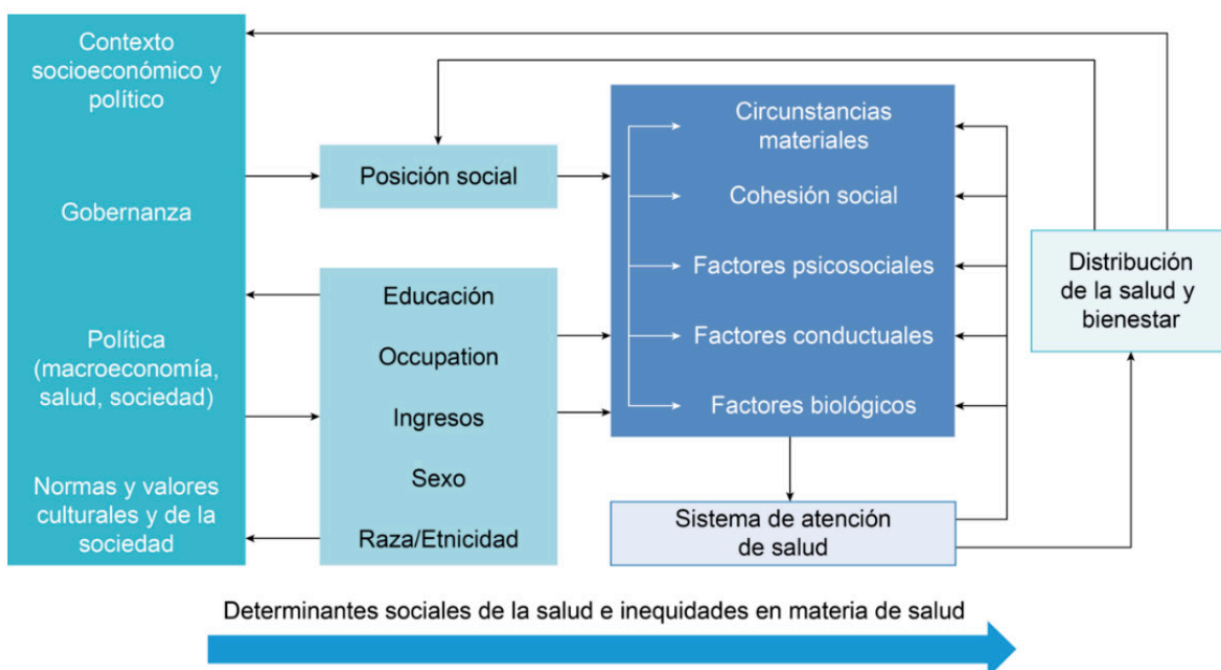 Contexto
socioeconómico y
político
Gobernanza
Política
(macroeconomía,
salud, sociedad)
Normas y valores
culturales y de la
sociedad
Posición social
Educación
Occupation
Ingresos
Sexo
Raza/Etnicidad
Circunstancias
materiales
Cohesión social
Factores psicosociales
Factores conductuales
Factores biológicos
Sistema de atención
de salud
Distribución
de la salud y
bienestar
Determinantes sociales de la salud e inequidades en materia de salud